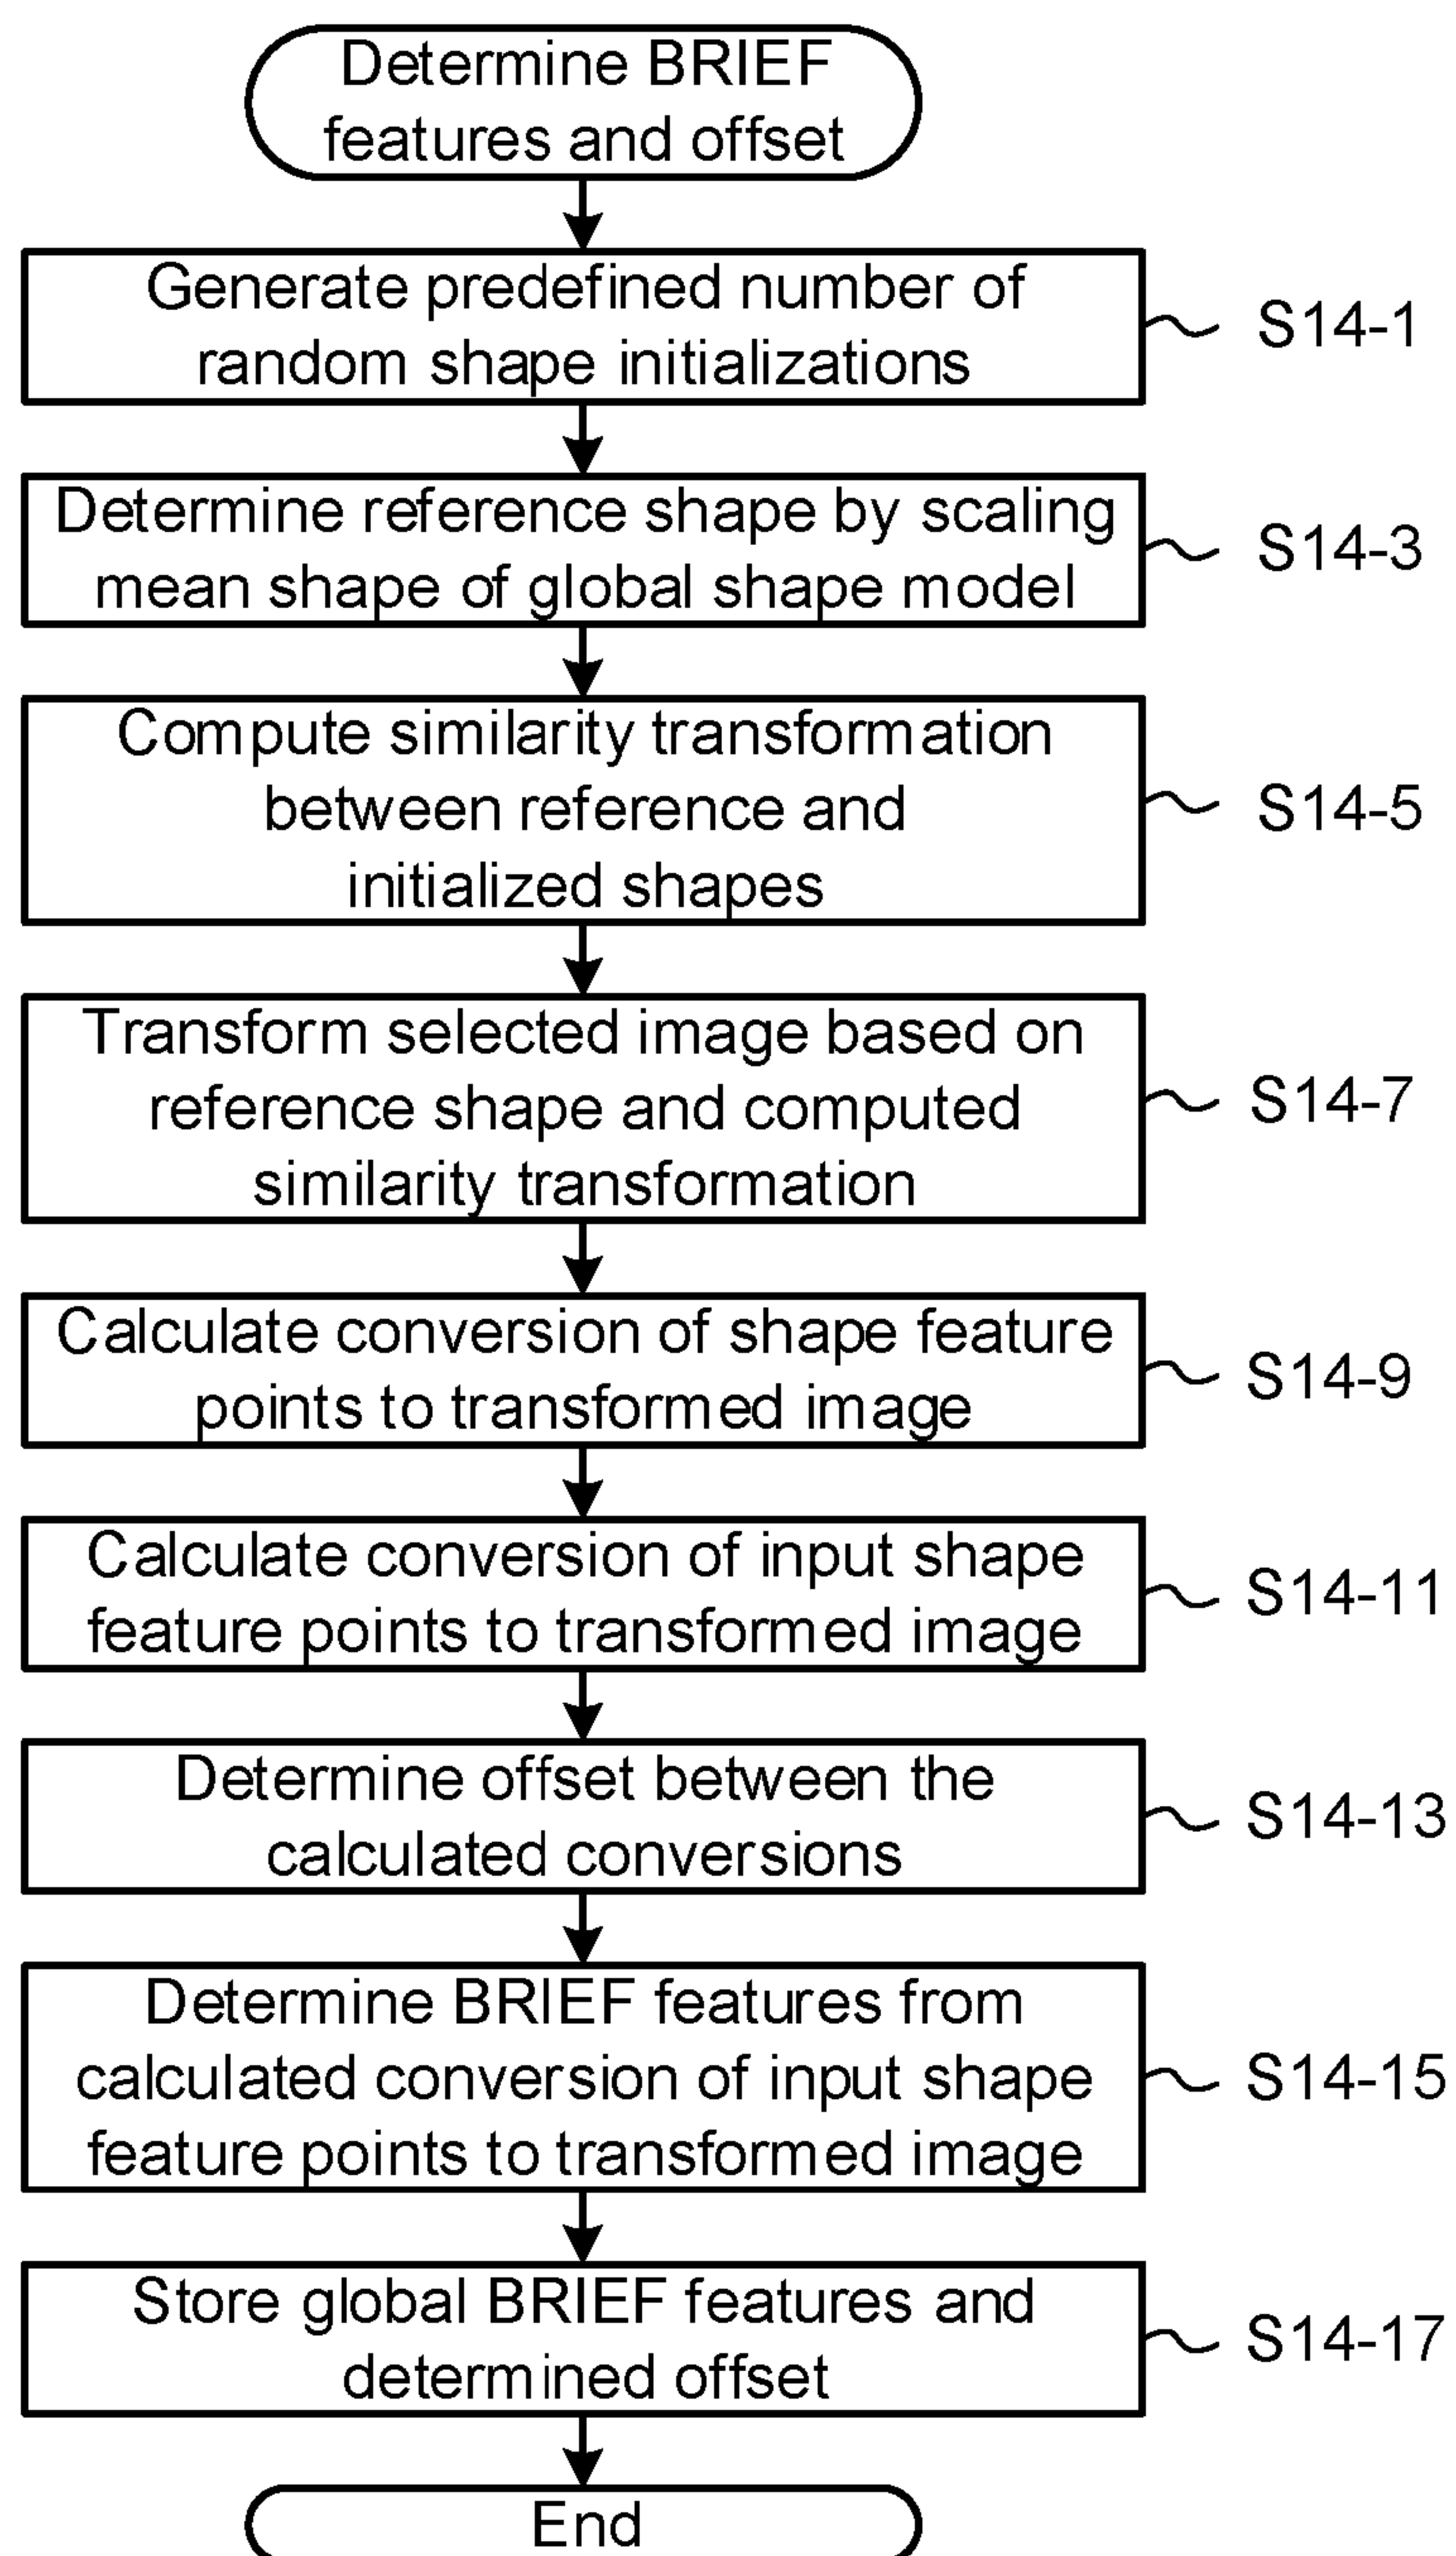 Determine BRIEF
features and offset
Generate predefined number of
random shape initializations
S14-1
Determine reference shape by scaling
mean shape of global shape model
S14-3
Compute similarity transformation
between reference and
initialized shapes
S14-5
Transform selected image based on
reference shape and computed
similarity transformation
S14-7
Calculate conversion of shape feature
points to transformed image
S14-9
Calculate conversion of input shape
feature points to transformed image
S14-11
Determine offset between the
calculated conversions
S14-13
Determine BRIEF features from
calculated conversion of input shape
feature points to transformed image
S14-15
Store global BRIEF features and
determined offset
S14-17
End